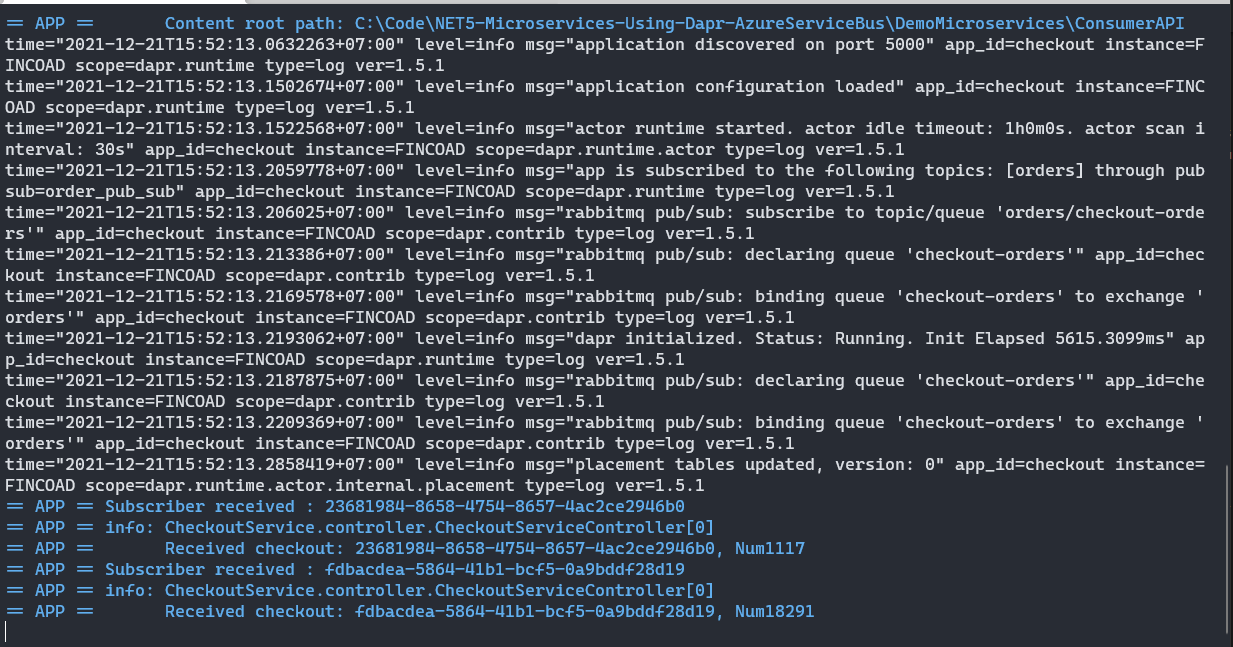 == APP ==       Content root path: C:\Code\NET5-Microservices-Using-Dapr-AzureServiceBus\DemoMicroservices\ConsumerAPI
time="2021-12-21T15:52:13.0632263+07:00" level=info msg="application discovered on port 5000" app_id=checkout instance=F
INCOAD scope=dapr.runtime type=log ver=1.5.1
time="2021-12-21T15:52:13.1502674+07:00" level=info msg="application configuration loaded" app_id=checkout instance=FINC
OAD scope=dapr.runtime type=log ver=1.5.1
time="2021-12-21T15:52:13.1522568+07:00" level=info msg="actor runtime started. actor idle timeout: 1h0m0s. actor scan i
nterval: 30s" app_id=checkout instance=FINCOAD scope=dapr.runtime.actor type=log ver=1.5.1
time="2021-12-21T15:52:13.2059778+07:00" level=info msg="app is subscribed to the following topics: [orders] through pub
sub=order_pub_sub" app_id=checkout instance=FINCOAD scope=dapr.runtime type=log ver=1.5.1
time="2021-12-21T15:52:13.206025+07:00" level=info msg="rabbitmq pub/sub: subscribe to topic/queue 'orders/checkout-orde
rs'" app_id=checkout instance=FINCOAD scope=dapr.contrib type=log ver=1.5.1
time="2021-12-21T15:52:13.213386+07:00" level=info msg="rabbitmq pub/sub: declaring queue 'checkout-orders'" app_id=chec
kout instance=FINCOAD scope=dapr.contrib type=log ver=1.5.1
time="2021-12-21T15:52:13.2169578+07:00" level=info msg="rabbitmq pub/sub: binding queue 'checkout-orders' to exchange '
orders'" app_id=checkout instance=FINCOAD scope=dapr.contrib type=log ver=1.5.1
time="2021-12-21T15:52:13.2193062+07:00" level=info msg="dapr initialized. Status: Running. Init Elapsed 5615.3099ms" ap
p_id=checkout instance=FINCOAD scope=dapr.runtime type=log ver=1.5.1
time="2021-12-21T15:52:13.2187875+07:00" level=info msg="rabbitmq pub/sub: declaring queue 'checkout-orders'" app_id=che
ckout instance=FINCOAD scope=dapr.contrib type=log ver=1.5.1
time="2021-12-21T15:52:13.2209369+07:00" level=info msg="rabbitmq pub/sub: binding queue 'checkout-orders' to exchange '
orders'" app_id=checkout instance=FINCOAD scope=dapr.contrib type=log ver=1.5.1
time="2021-12-21T15:52:13.2858419+07:00" level=info msg="placement tables updated, version: 0" app_id=checkout instance=
FINCOAD scope=dapr.runtime.actor.internal.placement type=log ver=1.5.1
== APP == Subscriber received : 23681984-8658-4754-8657-4ac2ce2946b0
== APP == info: CheckoutService.controller.CheckoutServiceController[0]
== APP ==       Received checkout: 23681984-8658-4754-8657-4ac2ce2946b0, Num1117
== APP == Subscriber received : fdbacdea-5864-41b1-bcf5-0a9bddf28d19
== APP == info: CheckoutService.controller.CheckoutServiceController[0]
== APP ==       Received checkout: fdbacdea-5864-41b1-bcf5-0a9bddf28d19, Num18291